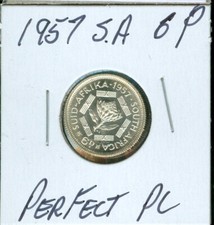 1957 S.A 6P
SUID-AFRIKA·1957·SOUTH AFRICA
6D
PERFECT PL